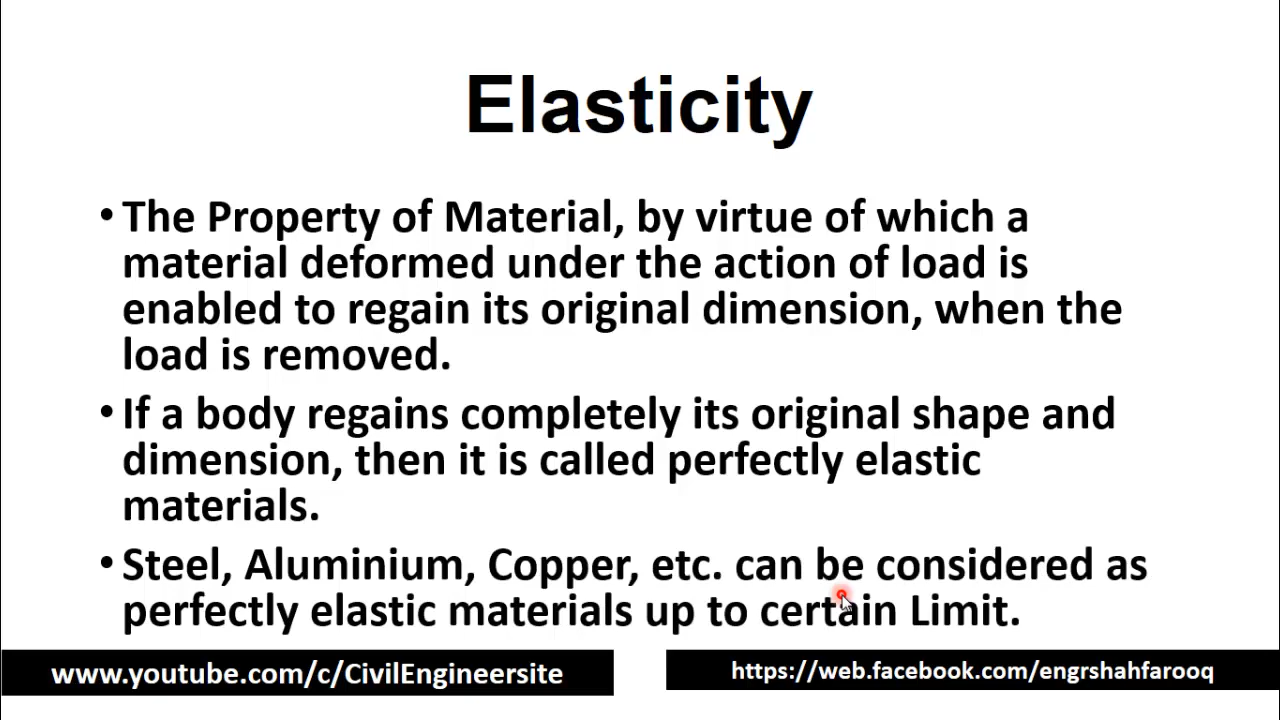 Elasticity
• The Property of Material, by virtue of which a
material deformed under the action of load is
enabled to regain its original dimension, when the
load is removed.
• If a body regains completely its original shape and
dimension, then it is called perfectly elastic
materials.
• Steel, Aluminium, Copper, etc. can be considered as
perfectly elastic materials up to certain Limit.
www.youtube.com/c/CivilEngineersite
https://web.facebook.com/engrshahfarooq